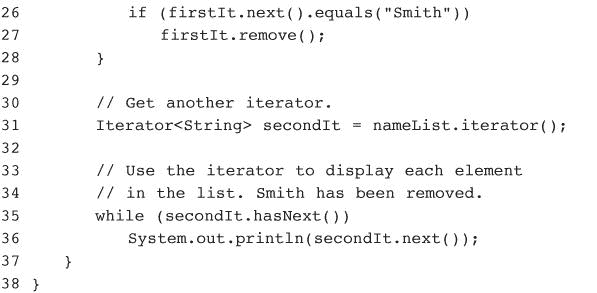 26            if (firstIt.next().equals("Smith"))
27                firstIt.remove();
28        }
29
30        // Get another iterator.
31        Iterator<String> secondIt = nameList.iterator();
32
33        // Use the iterator to display each element
34        // in the list. Smith has been removed.
35        while (secondIt.hasNext())
36            System.out.println(secondIt.next());
37    }
38 }